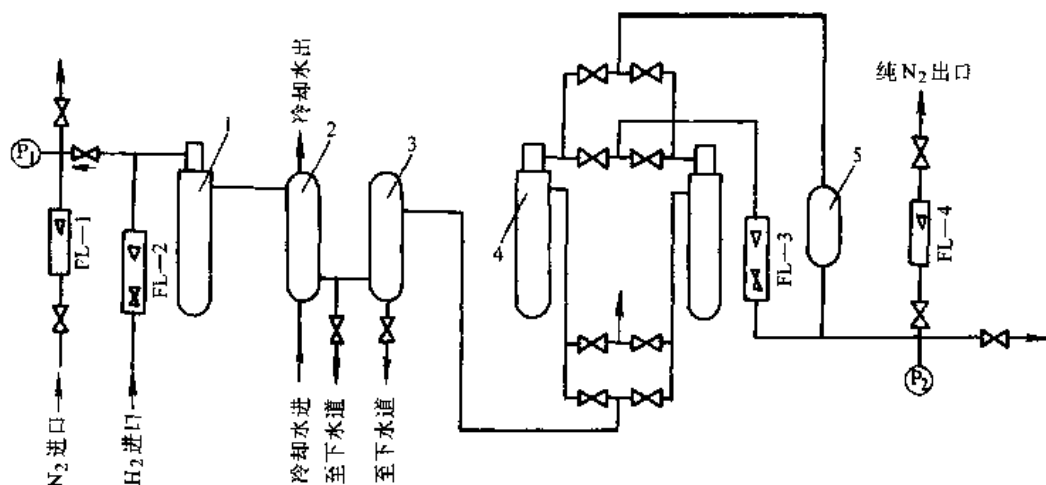 冷却水出
纯N₂出口
P₁
1
2
3
4
5
FL—1
FL—2
FL—3
FL—4
P₂
N₂进口
H₂进口
冷却水进
至下水道
至下水道